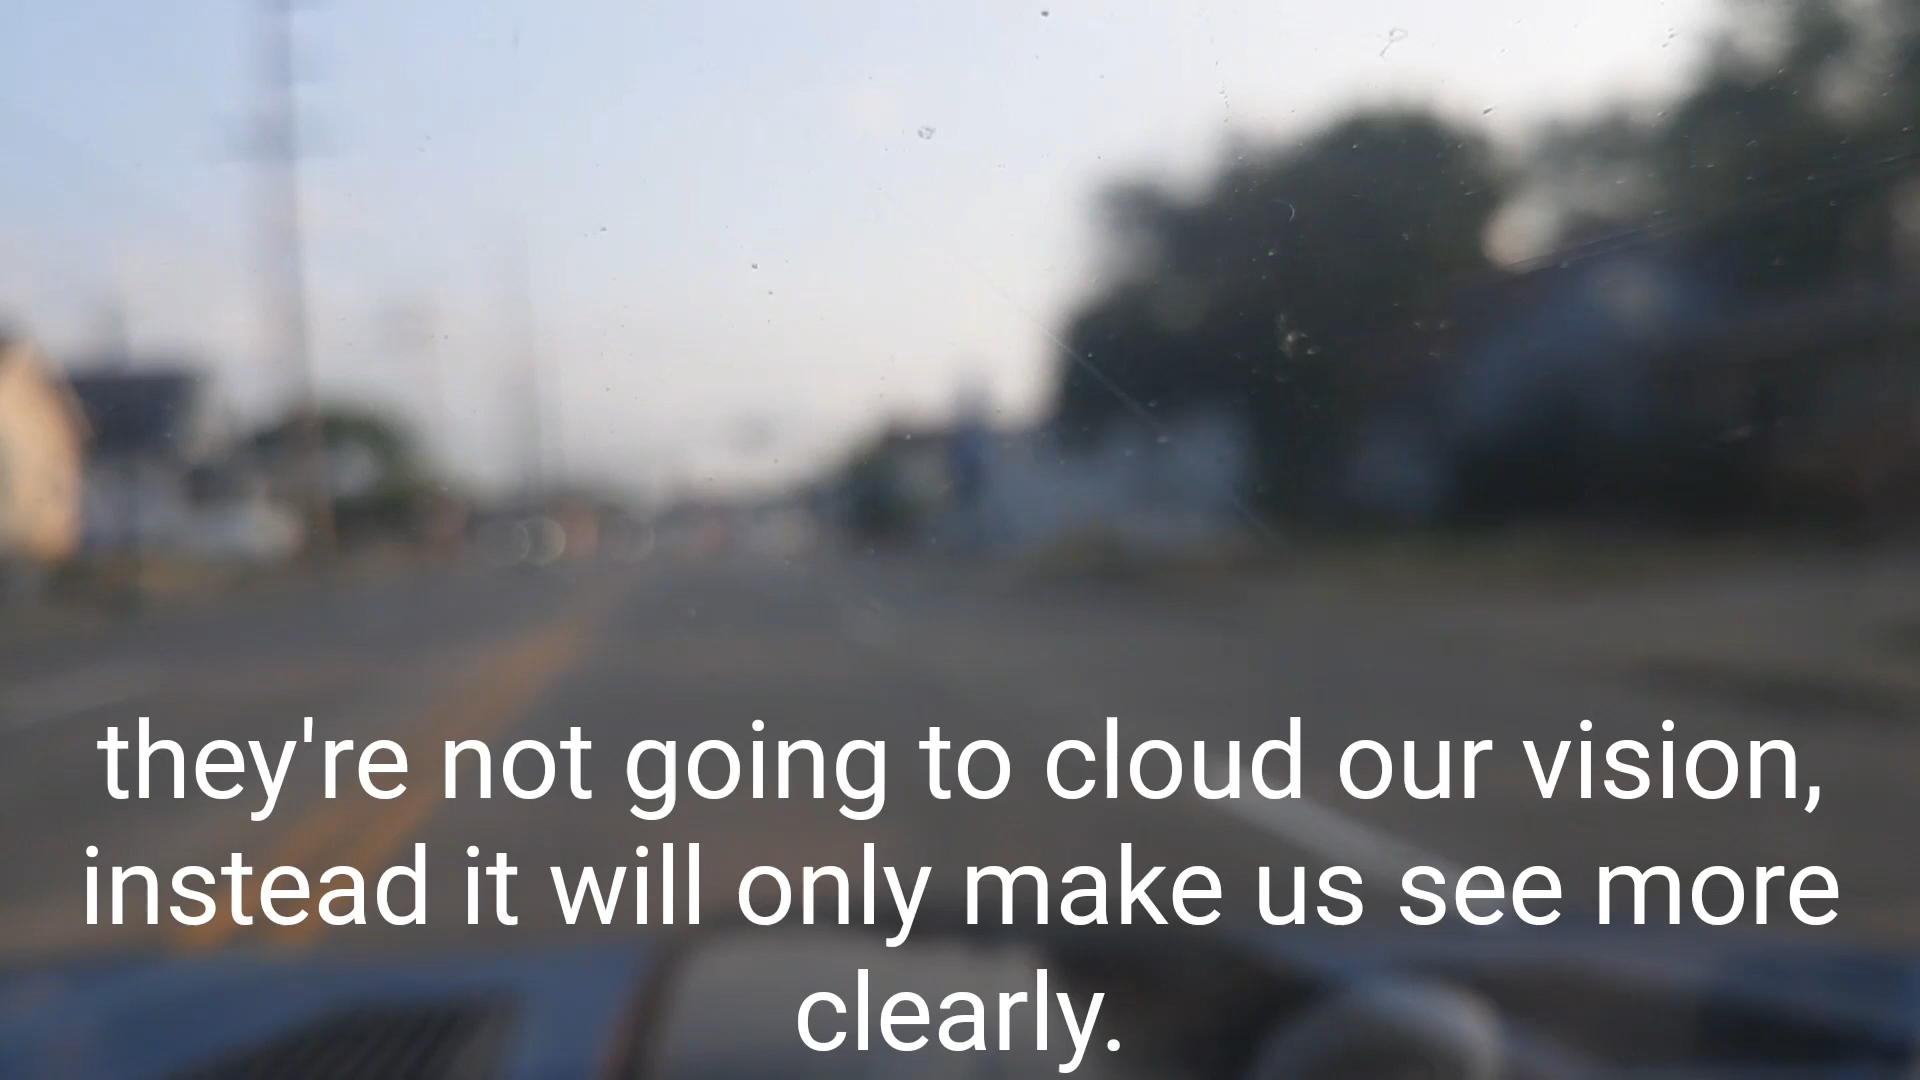 they're not going to cloud our vision,
instead it will only make us see more
clearly.